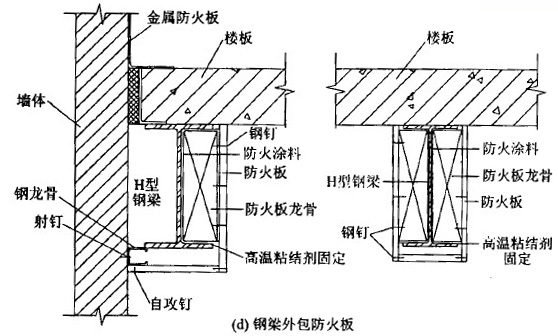 金属防火板
楼板
楼板
墙体
钢钉
防火涂料
防火板
H型
钢梁
防火板龙骨
钢龙骨
射钉
高温粘结剂固定
自攻钉
防火涂料
防火板龙骨
H型钢梁
防火板
钢钉
高温粘结剂
固定
(d) 钢梁外包防火板